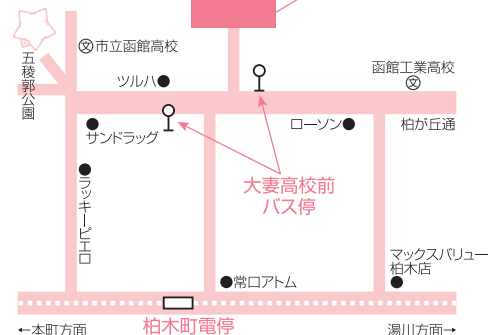 市立函館高校
五稜郭公園
文
ツルハ
函館工業高校
文
サンドラッグ
ローソン
柏が丘通
大妻高校前
バス停
ラッキーピエロ
マックスバリュー
柏木店
常口アトム
←本町方面
柏木町電停
湯川方面→